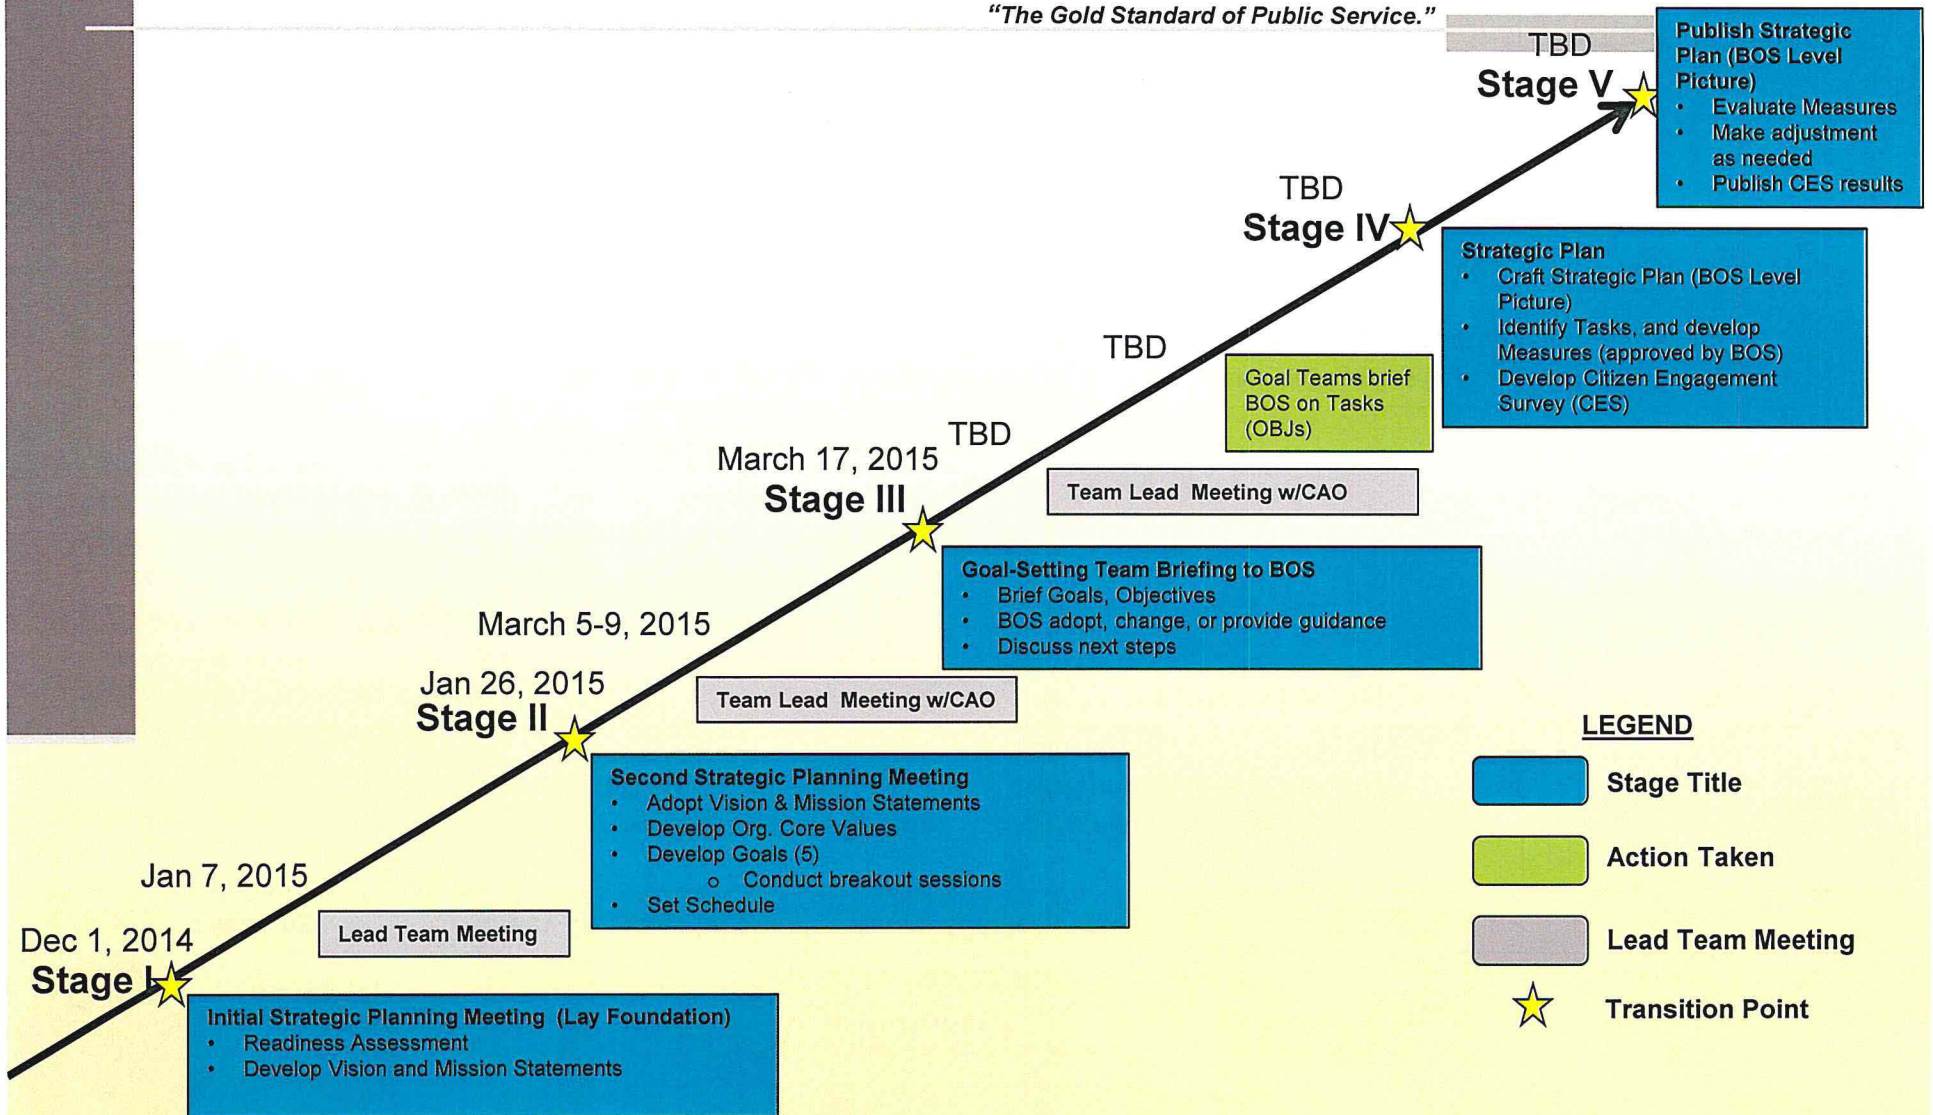 “The Gold Standard of Public Service.”
TBD
Stage V
Publish Strategic
Plan (BOS Level
Picture)
• Evaluate Measures
• Make adjustment
as needed
• Publish CES results
TBD
Stage IV
Strategic Plan
• Craft Strategic Plan (BOS Level
Picture)
• Identify Tasks, and develop
Measures (approved by BOS)
• Develop Citizen Engagement
Survey (CES)
TBD
Goal Teams brief
BOS on Tasks
(OBJs)
TBD
Team Lead Meeting w/CAO
March 17, 2015
Stage III
Goal-Setting Team Briefing to BOS
• Brief Goals, Objectives
• BOS adopt, change, or provide guidance
• Discuss next steps
March 5-9, 2015
Team Lead Meeting w/CAO
Jan 26, 2015
Stage II
Second Strategic Planning Meeting
• Adopt Vision & Mission Statements
• Develop Org. Core Values
• Develop Goals (5)
o Conduct breakout sessions
• Set Schedule
Jan 7, 2015
Lead Team Meeting
Dec 1, 2014
Stage I
Initial Strategic Planning Meeting (Lay Foundation)
• Readiness Assessment
• Develop Vision and Mission Statements
LEGEND
Stage Title
Action Taken
Lead Team Meeting
Transition Point